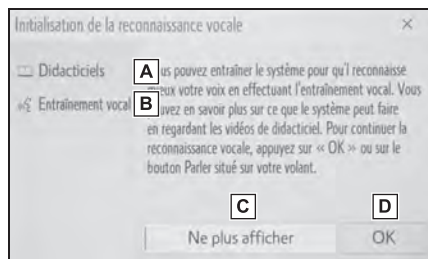 Initialisation de la reconnaissance vocale
Didacticiels
A
us pouvez entraîner le système pour qu'il reconnaisse
Entraînement vocal
B
eux votre voix en effectuant l'entraînement vocal. Vous
uvez en savoir plus sur ce que le système peut faire
en regardant les vidéos de didacticiel. Pour continuer la
reconnaissance vocale, appuyez sur « OK » ou sur le
bouton Parler situé sur votre volant.
C
D
Ne plus afficher
OK